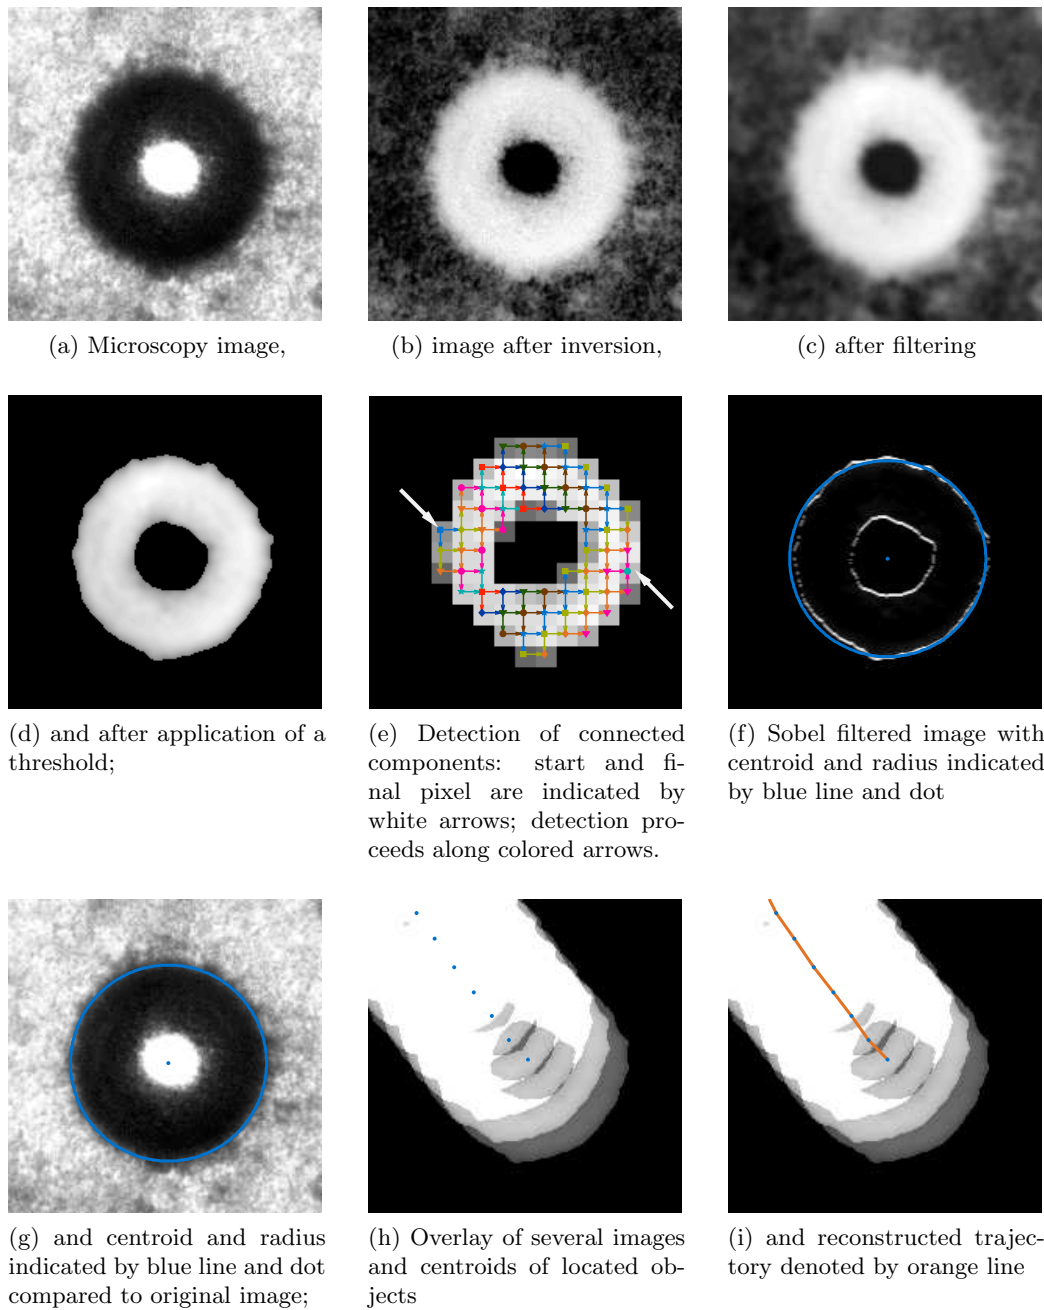 (a) Microscopy image,
(b) image after inversion,
(c) after filtering
(d) and after application of a
threshold;
(e) Detection of connected
components: start and fi-
nal pixel are indicated by
white arrows; detection pro-
ceeds along colored arrows.
(f) Sobel filtered image with
centroid and radius indicated
by blue line and dot
(g) and centroid and radius
indicated by blue line and dot
compared to original image;
(h) Overlay of several images
and centroids of located ob-
jects
(i) and reconstructed trajec-
tory denoted by orange line